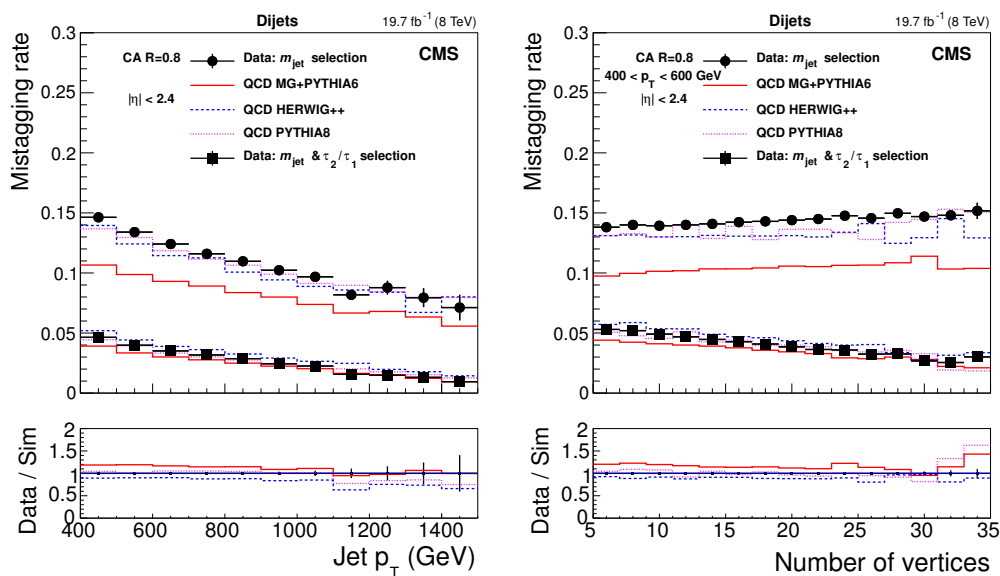 Dijets
19.7 fb⁻¹ (8 TeV)
Mistagging rate
0.3
0.25
0.2
0.15
0.1
0.05
0
CA R=0.8
|η| < 2.4
CMS
Data: m_jet selection
QCD MG+PYTHIA6
QCD HERWIG++
QCD PYTHIA8
Data: m_jet & τ₂/τ₁ selection
Data / Sim
2
1.5
1
0.5
0
400 600 800 1000 1200 1400
Jet p_T (GeV)
Dijets
19.7 fb⁻¹ (8 TeV)
Mistagging rate
0.3
0.25
0.2
0.15
0.1
0.05
0
CA R=0.8
400 < p_T < 600 GeV
|η| < 2.4
CMS
Data: m_jet selection
QCD MG+PYTHIA6
QCD HERWIG++
QCD PYTHIA8
Data: m_jet & τ₂/τ₁ selection
Data / Sim
2
1.5
1
0.5
0
5 10 15 20 25 30 35
Number of vertices